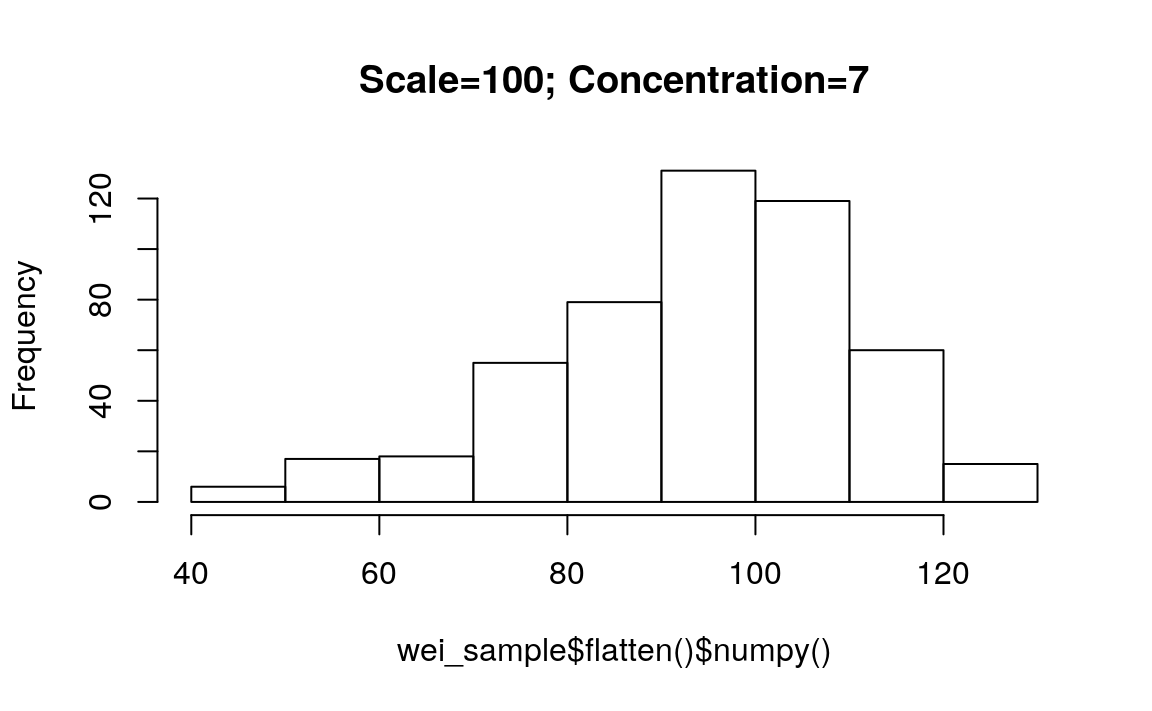 Scale=100; Concentration=7
Frequency
120
80
40
0
40 60 80 100 120
wei_sample$flatten()$numpy()